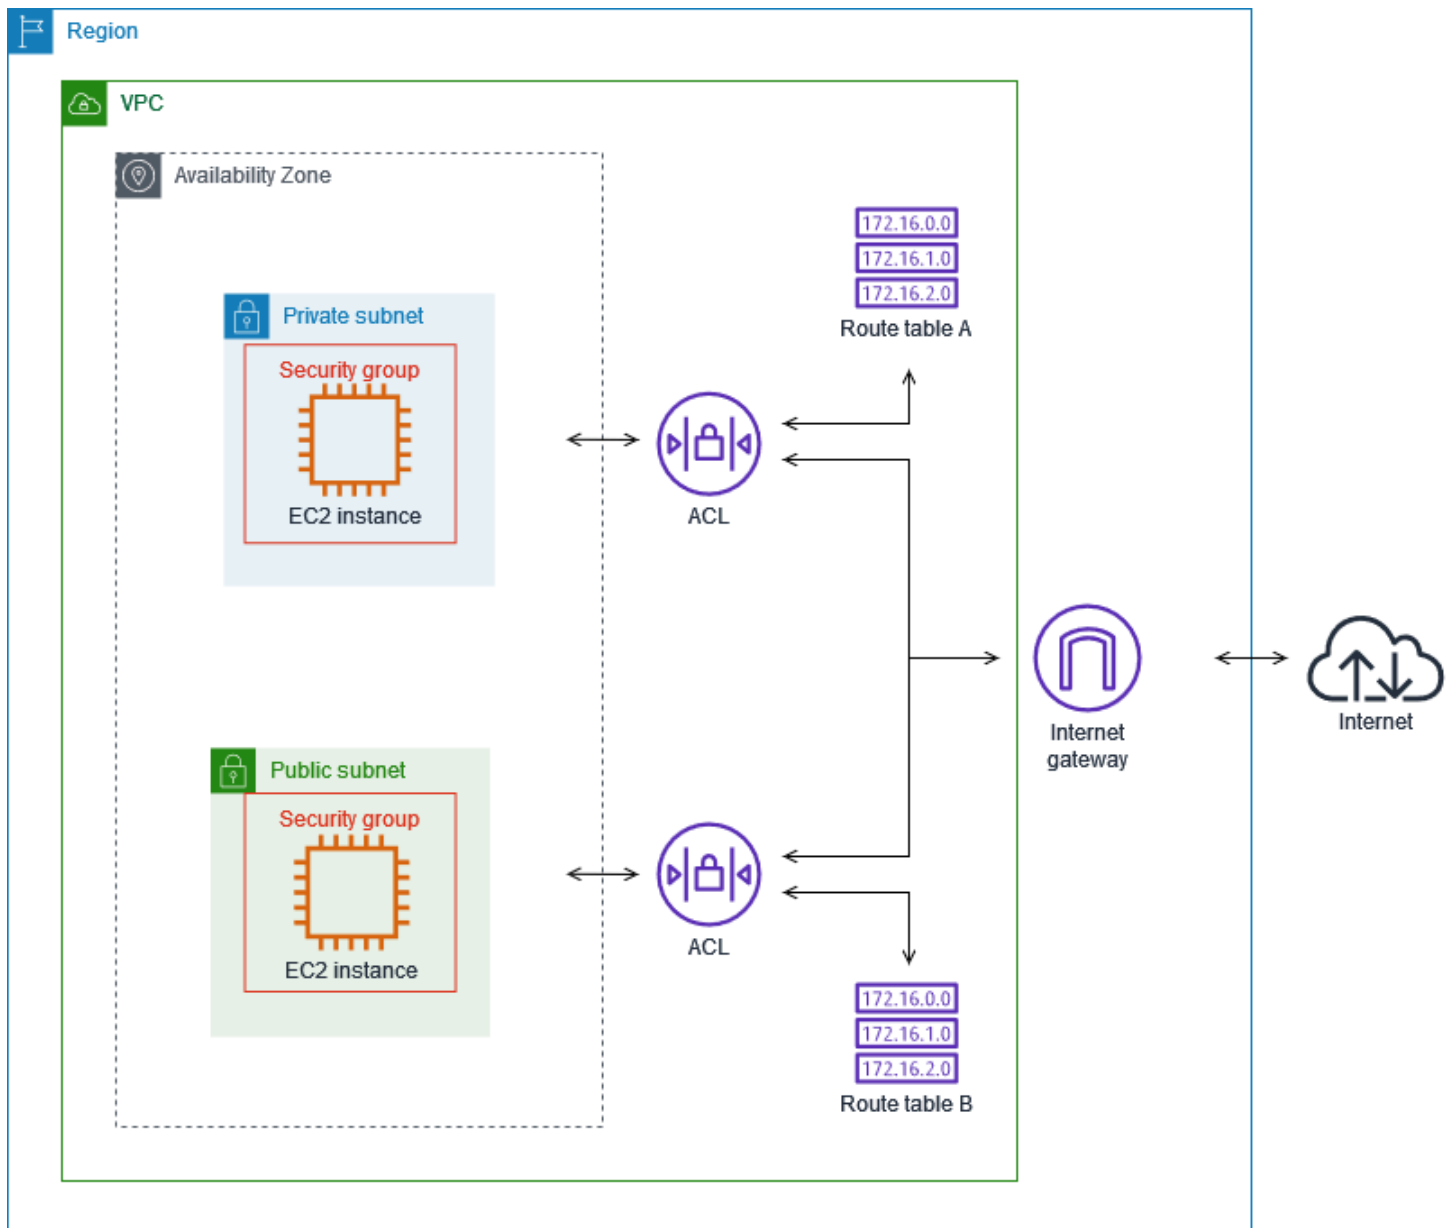 Region
VPC
Availability Zone
172.16.0.0
172.16.1.0
172.16.2.0
Route table A
Private subnet
Security group
EC2 instance
ACL
Internet
gateway
Internet
Public subnet
Security group
EC2 instance
ACL
172.16.0.0
172.16.1.0
172.16.2.0
Route table B